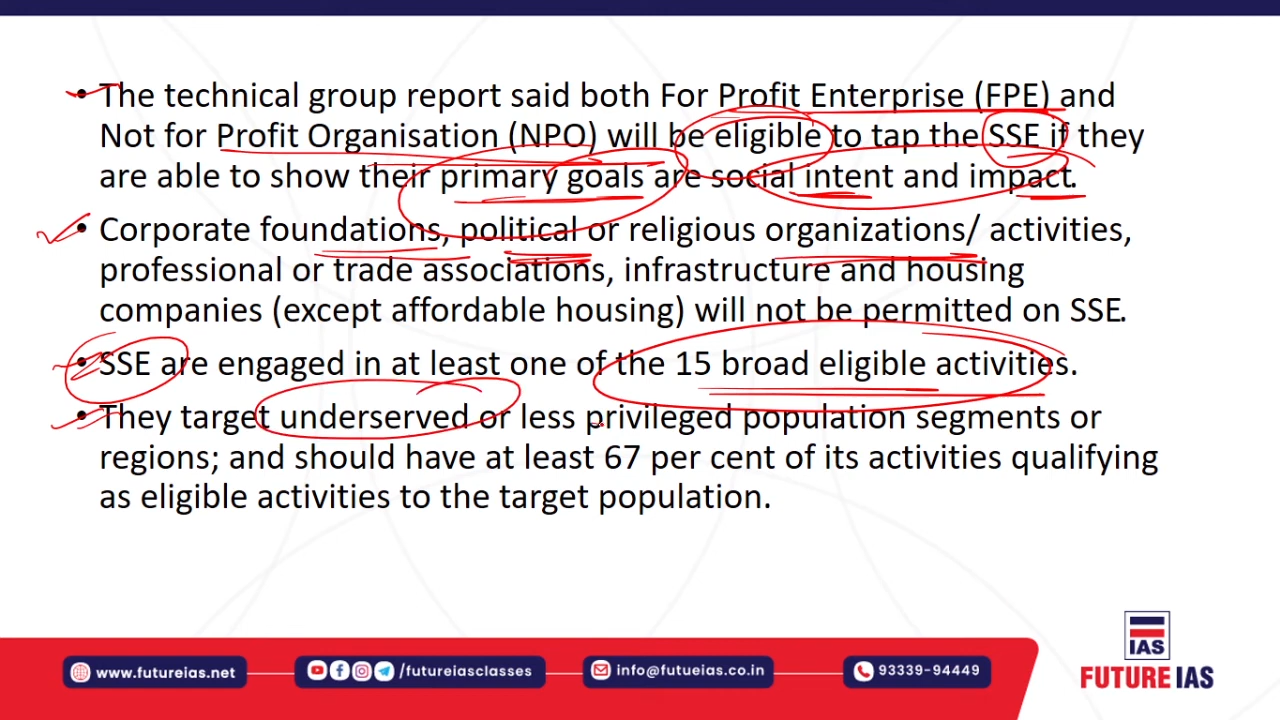 • The technical group report said both For Profit Enterprise (FPE) and
Not for Profit Organisation (NPO) will be eligible to tap the SSE if they
are able to show their primary goals are social intent and impact.
• Corporate foundations, political or religious organizations/ activities,
professional or trade associations, infrastructure and housing
companies (except affordable housing) will not be permitted on SSE.
• SSE are engaged in at least one of the 15 broad eligible activities.
• They target underserved or less privileged population segments or
regions; and should have at least 67 per cent of its activities qualifying
as eligible activities to the target population.
IAS
FUTURE IAS
www.futureias.net
/futureiasclasses
info@futueias.co.in
93339-94449